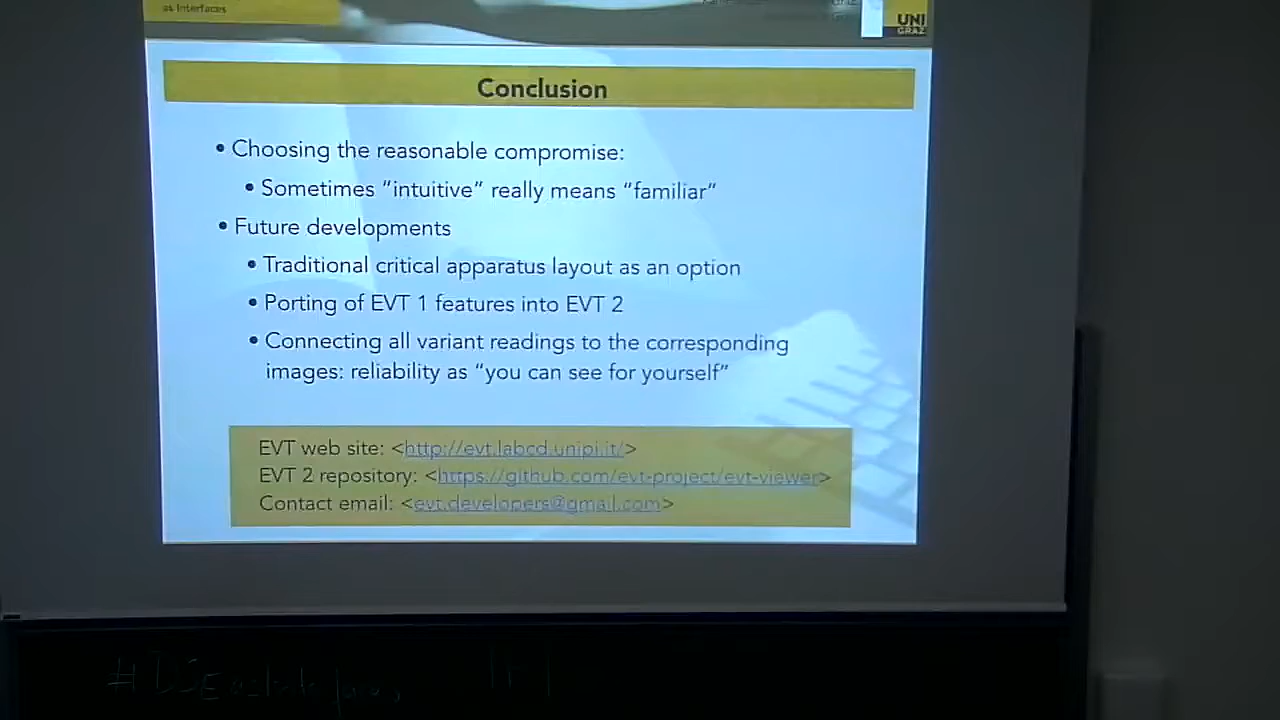 as Interfaces
UNI
GRAZ
Conclusion
• Choosing the reasonable compromise:
• Sometimes “intuitive” really means “familiar”
• Future developments
• Traditional critical apparatus layout as an option
• Porting of EVT 1 features into EVT 2
• Connecting all variant readings to the corresponding
images: reliability as “you can see for yourself”
EVT web site: <http://evt.labcd.unipi.it/>
EVT 2 repository: <https://github.com/evt-project/evt-viewer>
Contact email: <evt.developers@gmail.com>